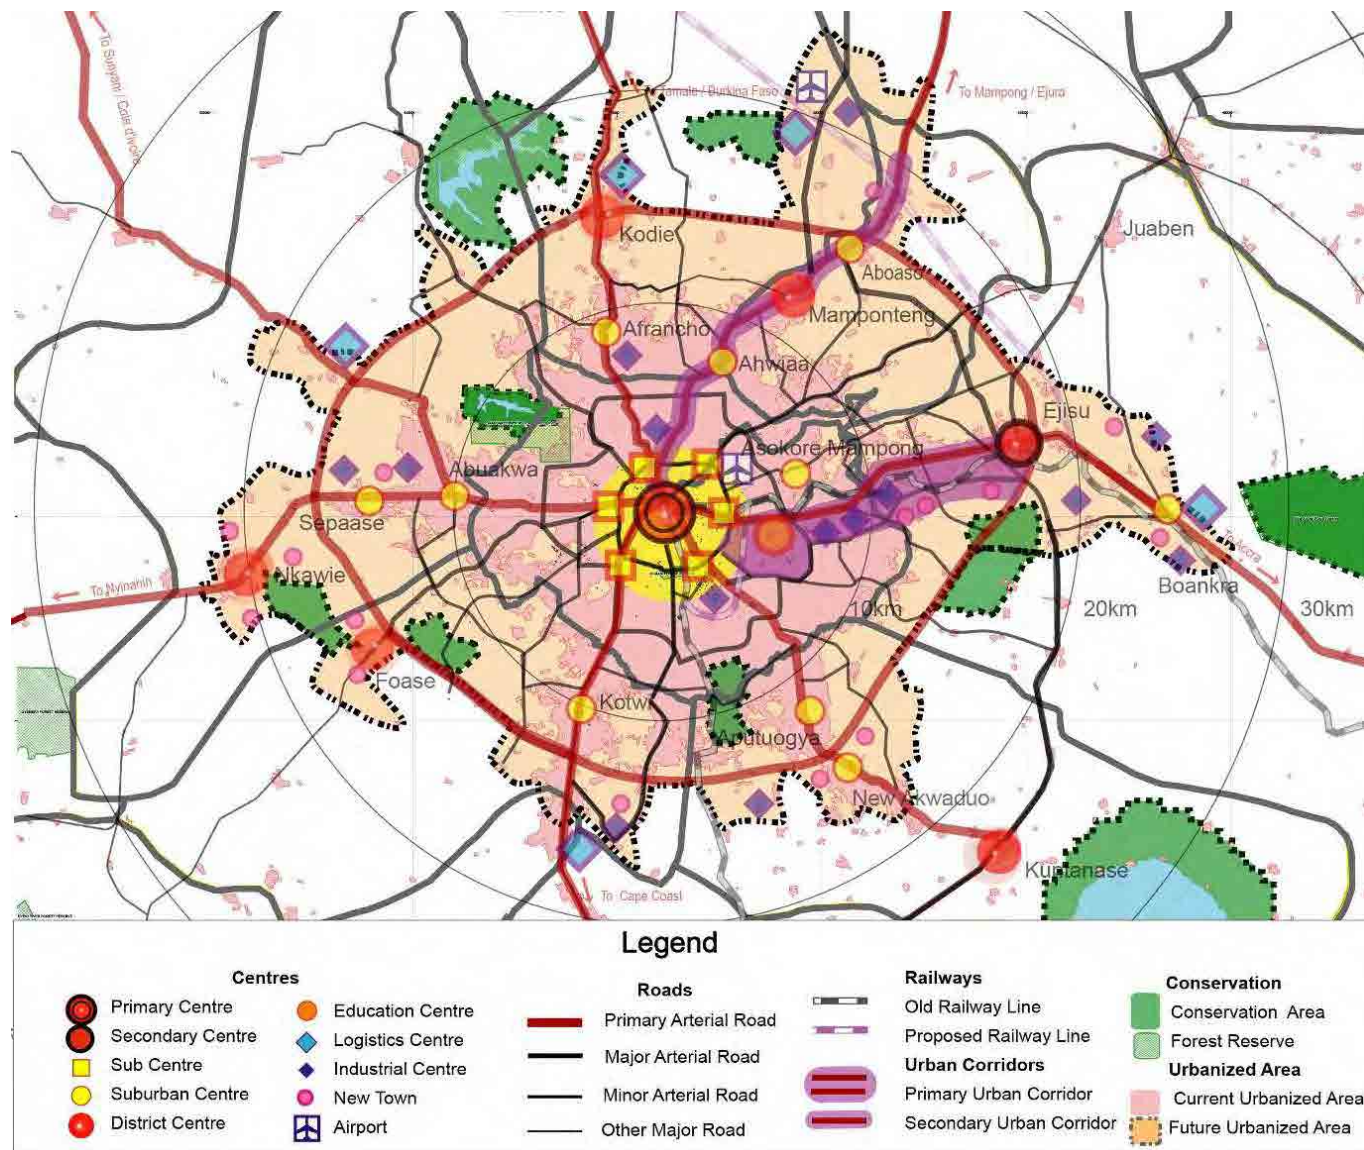 To Sunyani / Cote d'ivoire
Tamale / Burkina Faso
To Mampong / Ejura
Juaben
Kodie
Aboaso
Mamponteng
Afrancho
Ahwiaa
Ejisu
Asokore Mampong
Abuakwa
Sepaase
To Accra
Nkawie
To Nyinahin
Boankra
10km
20km
30km
Foase
Kotwi
Aputuogya
New Akwaduo
Kuntanase
To Cape Coast
Legend
Centres
Primary Centre
Secondary Centre
Sub Centre
Suburban Centre
District Centre
Education Centre
Logistics Centre
Industrial Centre
New Town
Airport
Roads
Primary Arterial Road
Major Arterial Road
Minor Arterial Road
Other Major Road
Railways
Old Railway Line
Proposed Railway Line
Urban Corridors
Primary Urban Corridor
Secondary Urban Corridor
Conservation
Conservation Area
Forest Reserve
Urbanized Area
Current Urbanized Area
Future Urbanized Area